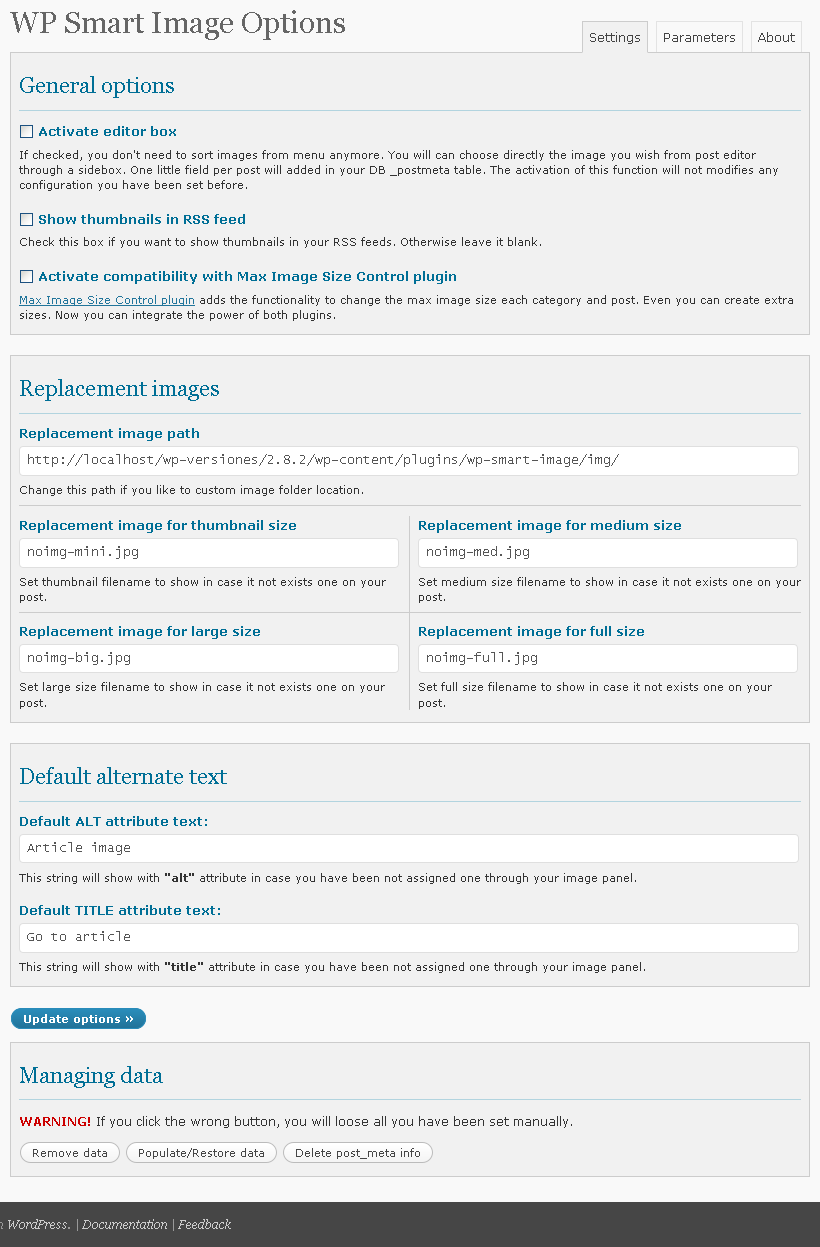 WP Smart Image Options
Settings
Parameters
About
General options
Activate editor box
If checked, you don't need to sort images from menu anymore. You will can choose directly the image you wish from post editor
through a sidebox. One little field per post will added in your DB _postmeta table. The activation of this function will not modifies any
configuration you have been set before.
Show thumbnails in RSS feed
Check this box if you want to show thumbnails in your RSS feeds. Otherwise leave it blank.
Activate compatibility with Max Image Size Control plugin
Max Image Size Control plugin adds the functionality to change the max image size each category and post. Even you can create extra
sizes. Now you can integrate the power of both plugins.
Replacement images
Replacement image path
http://localhost/wp-versiones/2.8.2/wp-content/plugins/wp-smart-image/img/
Change this path if you like to custom image folder location.
Replacement image for thumbnail size
noimg-mini.jpg
Set thumbnail filename to show in case it not exists one on your
post.
Replacement image for medium size
noimg-med.jpg
Set medium size filename to show in case it not exists one on your
post.
Replacement image for large size
noimg-big.jpg
Set large size filename to show in case it not exists one on your
post.
Replacement image for full size
noimg-full.jpg
Set full size filename to show in case it not exists one on your
post.
Default alternate text
Default ALT attribute text:
Article image
This string will show with "alt" attribute in case you have been not assigned one through your image panel.
Default TITLE attribute text:
Go to article
This string will show with "title" attribute in case you have been not assigned one through your image panel.
Update options »
Managing data
WARNING! If you click the wrong button, you will loose all you have been set manually.
Remove data
Populate/Restore data
Delete post_meta info
WordPress. | Documentation | Feedback